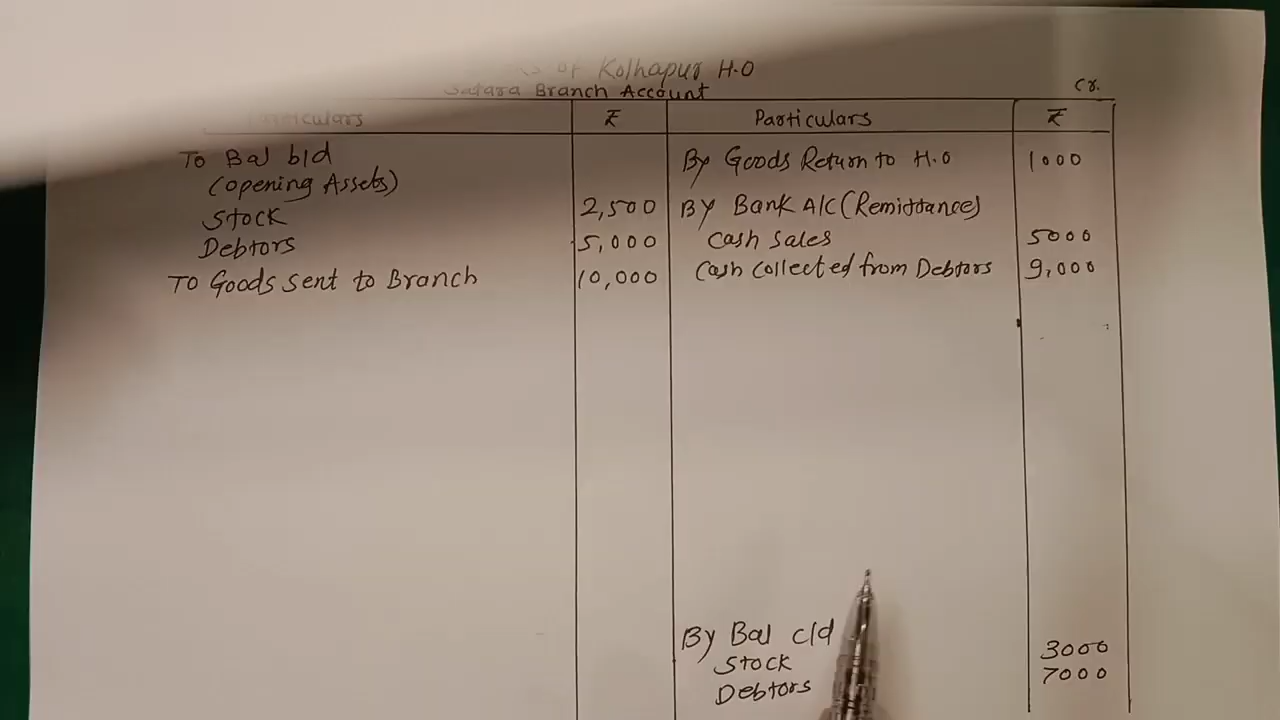 of Kolhapur H.O
Satara Branch Account
Cr.
Particulars ₹ Particulars ₹
To Bal b/d By Goods Return to H.O 1000
(opening Assets)
Stock 2,500 By Bank A/C (Remittance)
Debtors 5,000 Cash Sales 5000
To Goods sent to Branch 10,000 Cash Collected from Debtors 9,000
By Bal c/d
Stock 3000
Debtors 7000